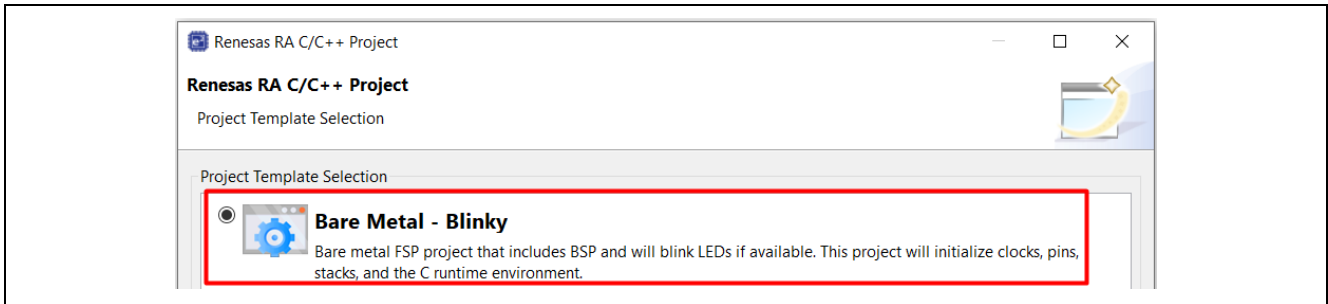 Renesas RA C/C++ Project
Renesas RA C/C++ Project
Project Template Selection
Project Template Selection
Bare Metal - Blinky
Bare metal FSP project that includes BSP and will blink LEDs if available. This project will initialize clocks, pins,
stacks, and the C runtime environment.